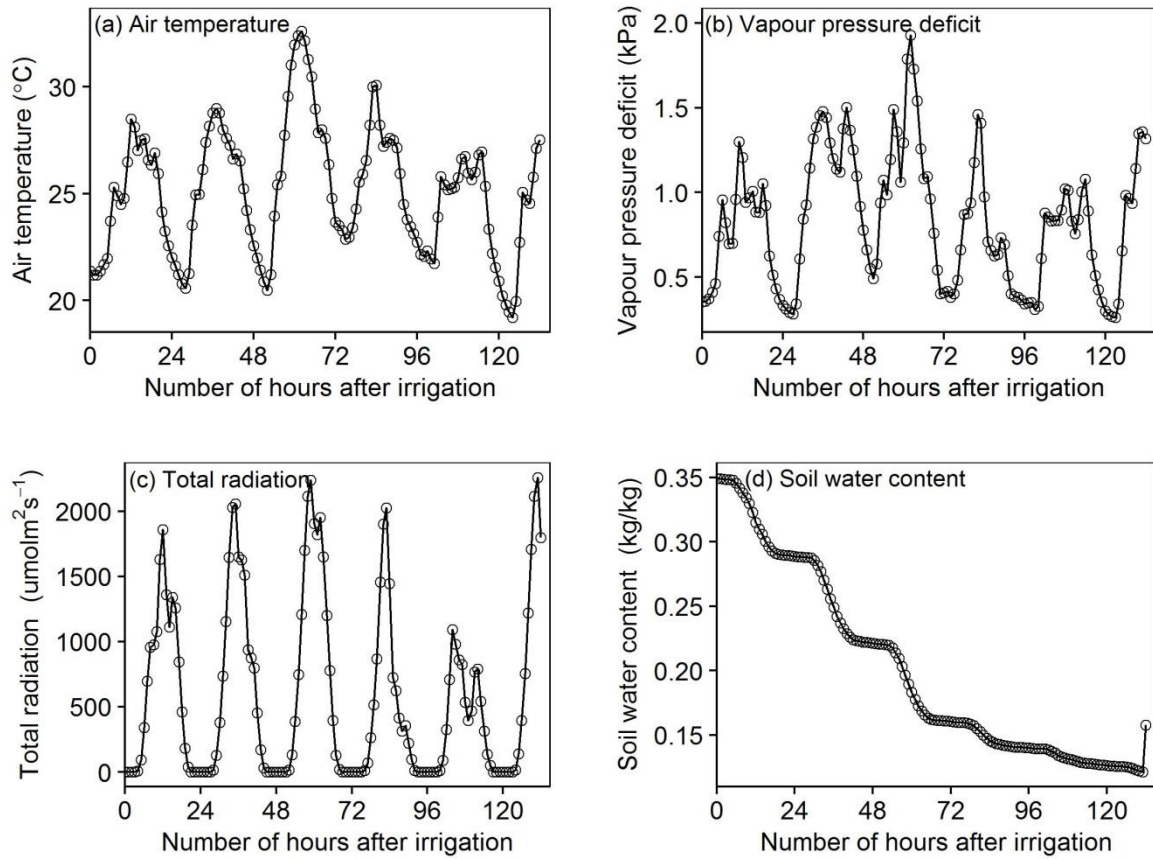 (a) Air temperature
Air temperature (°C)
30
25
20
0 24 48 72 96 120
Number of hours after irrigation
(b) Vapour pressure deficit
Vapour pressure deficit (kPa)
2.0
1.5
1.0
0.5
0 24 48 72 96 120
Number of hours after irrigation
(c) Total radiation
Total radiation (umolm²s⁻¹)
2000
1500
1000
500
0
0 24 48 72 96 120
Number of hours after irrigation
(d) Soil water content
Soil water content (kg/kg)
0.35
0.30
0.25
0.20
0.15
0 24 48 72 96 120
Number of hours after irrigation